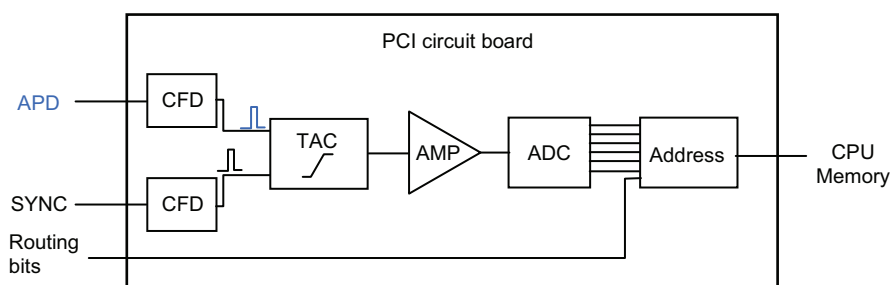 PCI circuit board
APD
CFD
TAC
AMP
ADC
Address
CPU
Memory
SYNC
CFD
Routing
bits